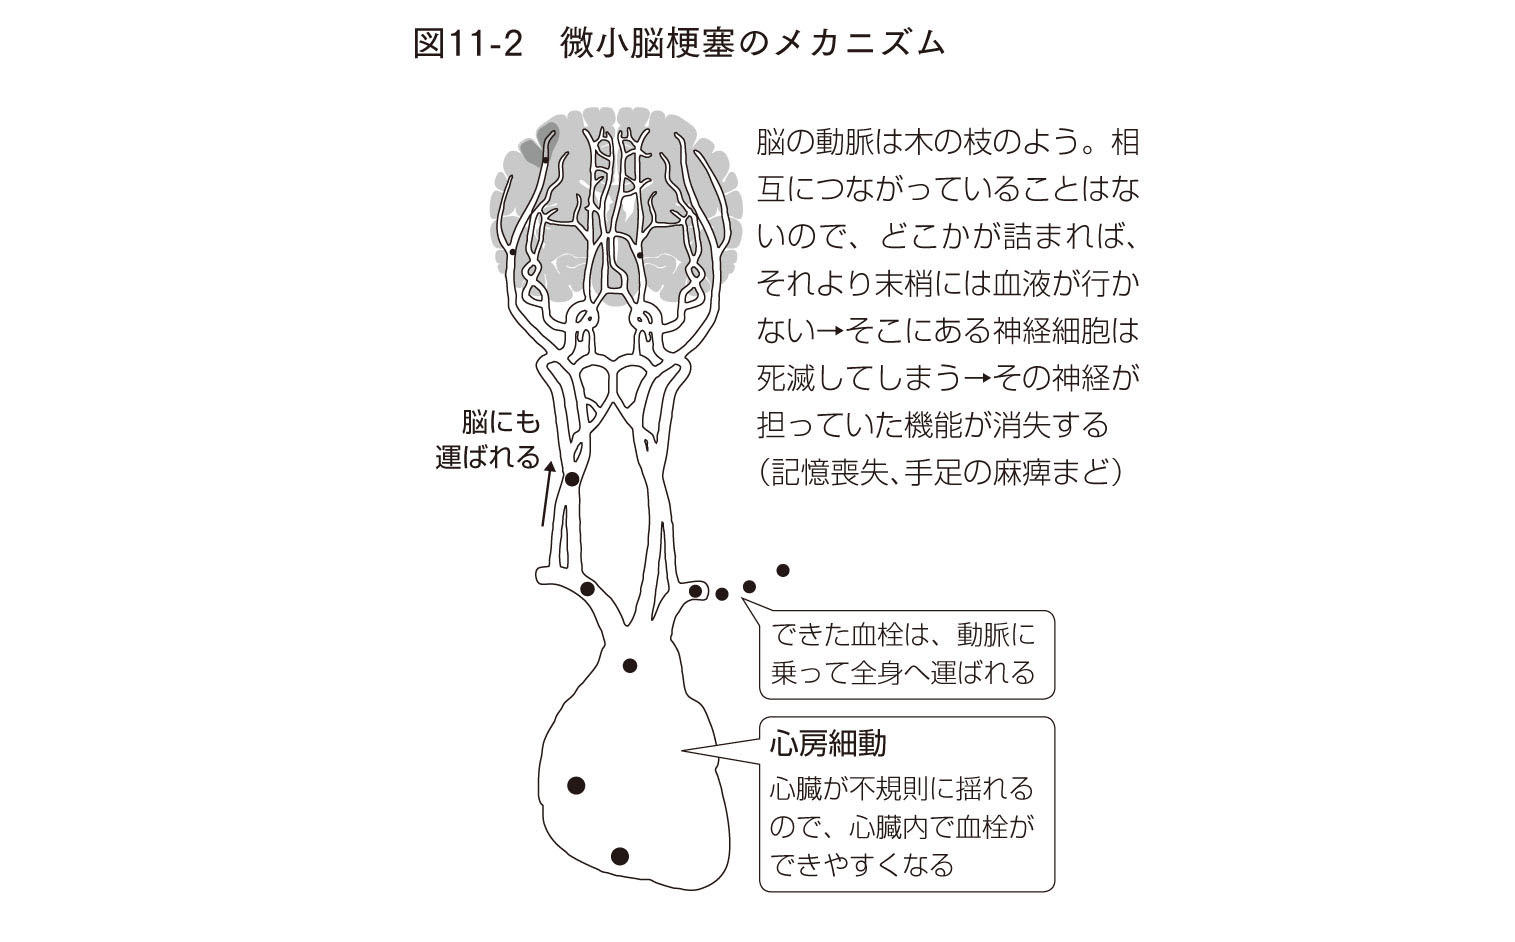 図11-2　微小脳梗塞のメカニズム
脳の動脈は木の枝のよう。相
互につながっていることはな
いので、どこかが詰まれば、
それより末梢には血液が行か
ない→そこにある神経細胞は
死滅してしまう→その神経が
担っていた機能が消失する
（記憶喪失、手足の麻痺まど）
脳にも
運ばれる
できた血栓は、動脈に
乗って全身へ運ばれる
心房細動
心臓が不規則に揺れる
ので、心臓内で血栓が
できやすくなる